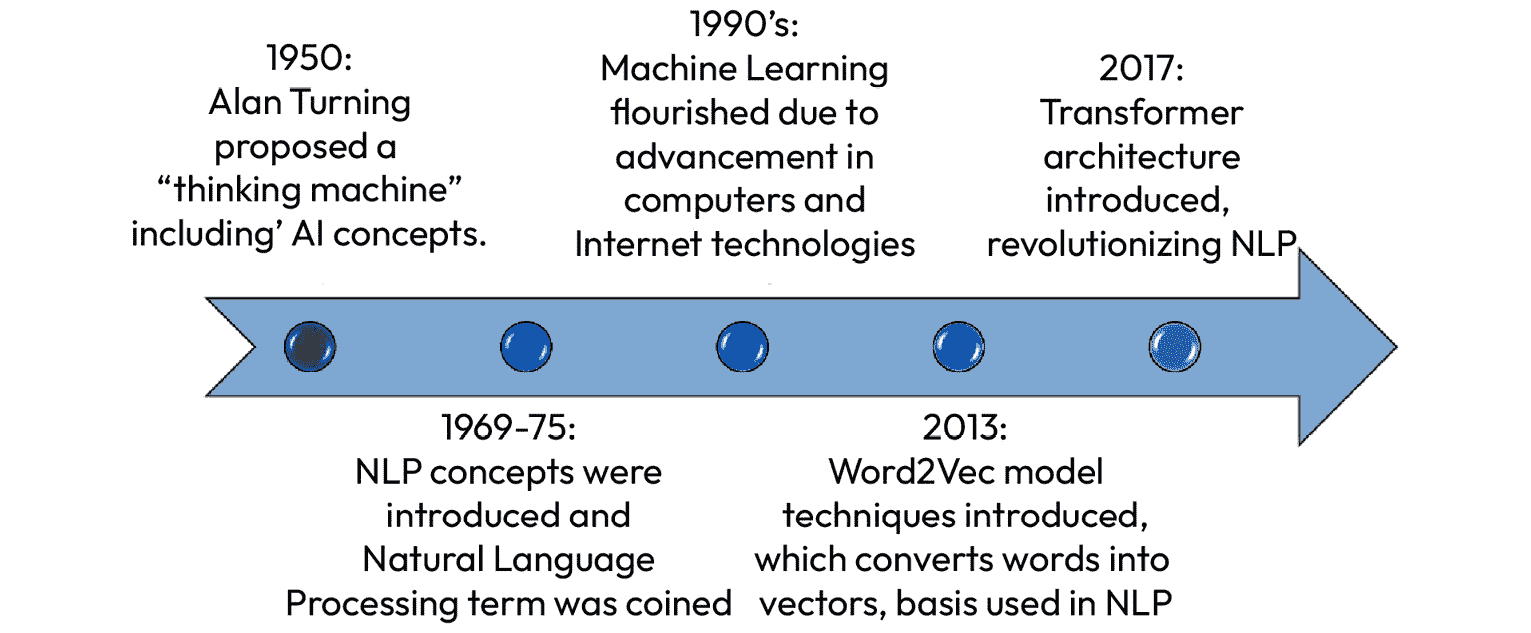 1950:
Alan Turning
proposed a
“thinking machine”
including’ AI concepts.
1969-75:
NLP concepts were
introduced and
Natural Language
Processing term was coined
1990’s:
Machine Learning
flourished due to
advancement in
computers and
Internet technologies
2013:
Word2Vec model
techniques introduced,
which converts words into
vectors, basis used in NLP
2017:
Transformer
architecture
introduced,
revolutionizing NLP